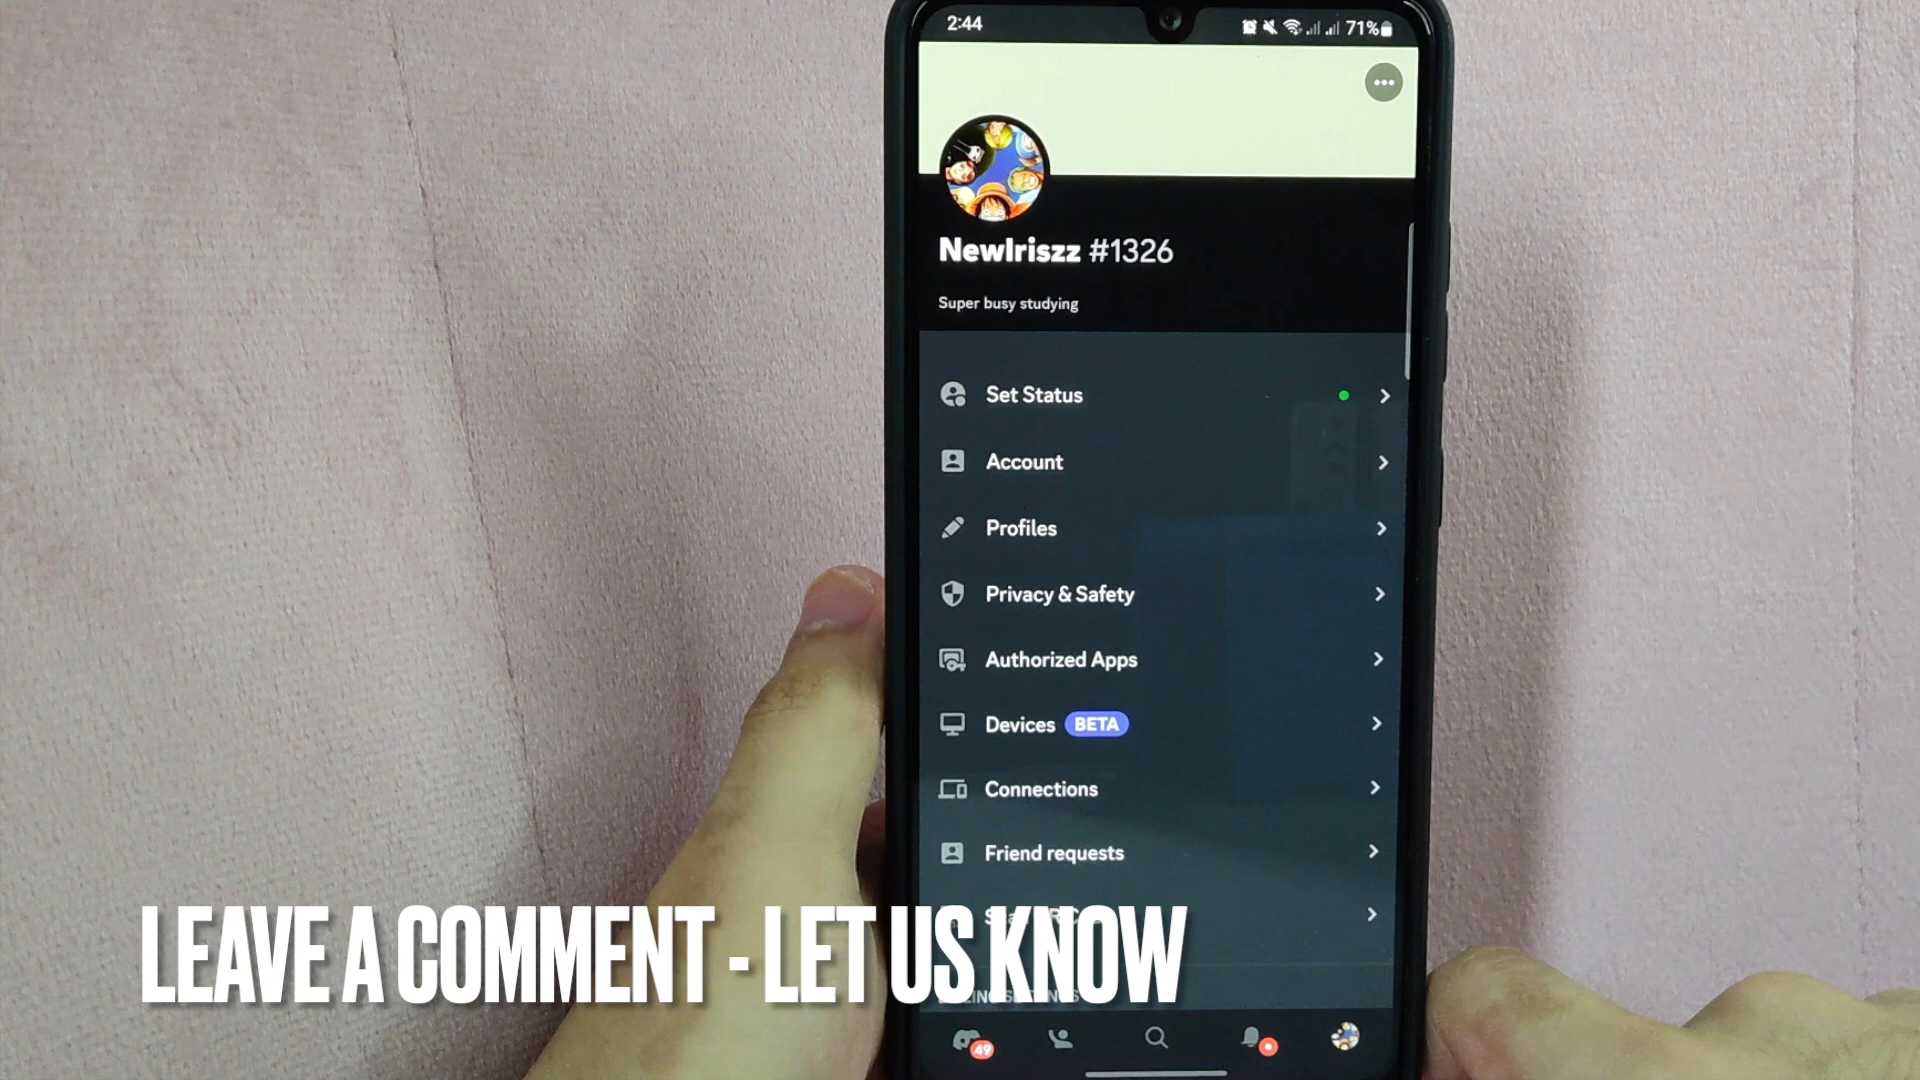 2:44
71%
NewIriszz #1326
Super busy studying
Set Status
Account
Profiles
Privacy & Safety
Authorized Apps
Devices BETA
Connections
Friend requests
LEAVE A COMMENT - LET US KNOW
49